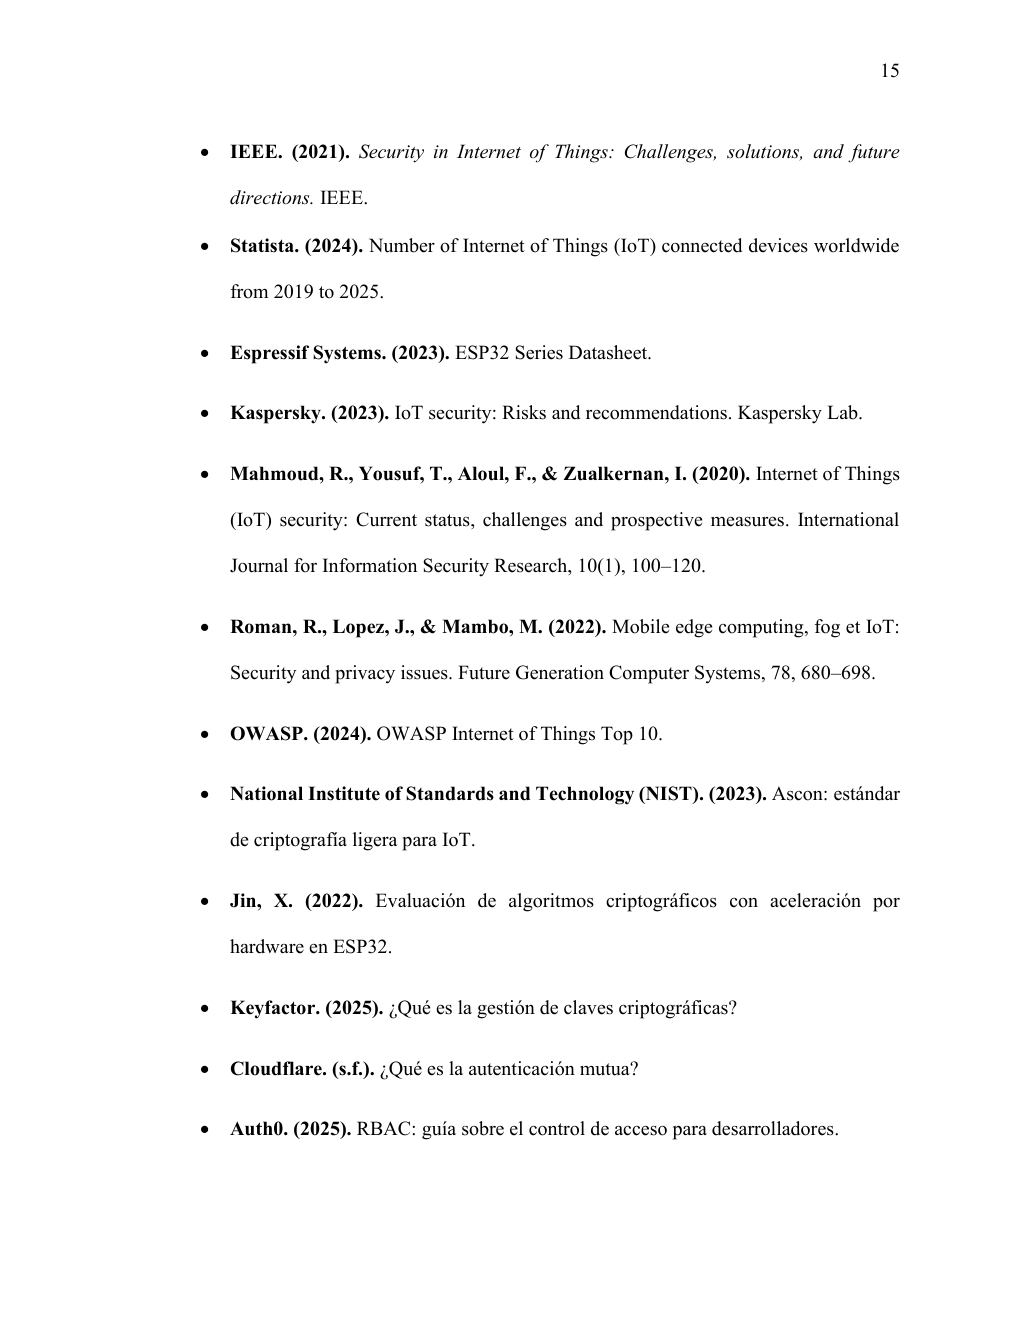 15
• IEEE. (2021). Security in Internet of Things: Challenges, solutions, and future
directions. IEEE.
• Statista. (2024). Number of Internet of Things (IoT) connected devices worldwide
from 2019 to 2025.
• Espressif Systems. (2023). ESP32 Series Datasheet.
• Kaspersky. (2023). IoT security: Risks and recommendations. Kaspersky Lab.
• Mahmoud, R., Yousuf, T., Aloul, F., & Zualkernan, I. (2020). Internet of Things
(IoT) security: Current status, challenges and prospective measures. International
Journal for Information Security Research, 10(1), 100–120.
• Roman, R., Lopez, J., & Mambo, M. (2022). Mobile edge computing, fog et IoT:
Security and privacy issues. Future Generation Computer Systems, 78, 680–698.
• OWASP. (2024). OWASP Internet of Things Top 10.
• National Institute of Standards and Technology (NIST). (2023). Ascon: estándar
de criptografía ligera para IoT.
• Jin, X. (2022). Evaluación de algoritmos criptográficos con aceleración por
hardware en ESP32.
• Keyfactor. (2025). ¿Qué es la gestión de claves criptográficas?
• Cloudflare. (s.f.). ¿Qué es la autenticación mutua?
• Auth0. (2025). RBAC: guía sobre el control de acceso para desarrolladores.